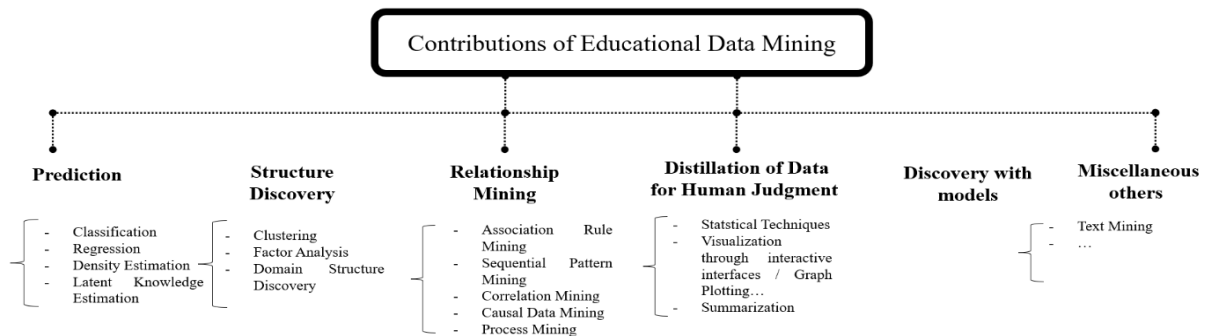 Contributions of Educational Data Mining
Prediction
- Classification
- Regression
- Density Estimation
- Latent Knowledge
Estimation
Structure
Discovery
- Clustering
- Factor Analysis
- Domain Structure
Discovery
Relationship
Mining
- Association Rule
Mining
- Sequential Pattern
Mining
- Correlation Mining
- Causal Data Mining
- Process Mining
Distillation of Data
for Human Judgment
- Statstical Techniques
- Visualization
through interactive
interfaces / Graph
Plotting…
- Summarization
Discovery with
models
Miscellaneous
others
- Text Mining
- …